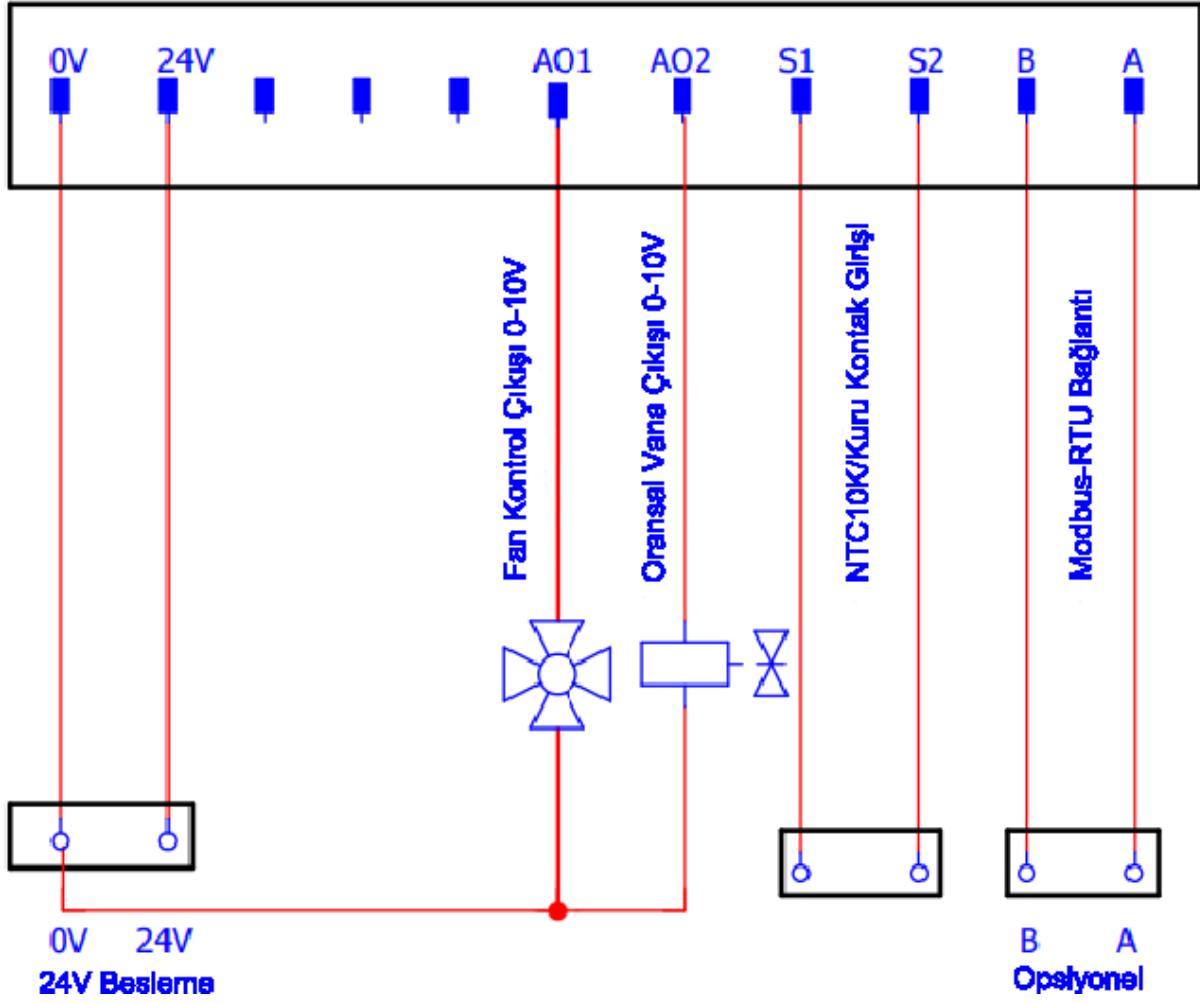 0V 24V AO1 AO2 S1 S2 B A
Fan Kontrol Çıkışı 0-10V
Oransal Vana Çıkışı 0-10V
NTC10K/Kuru Kontak Girişi
Modbus-RTU Bağlantı
0V 24V
24V Besleme
B A
Opsiyonel